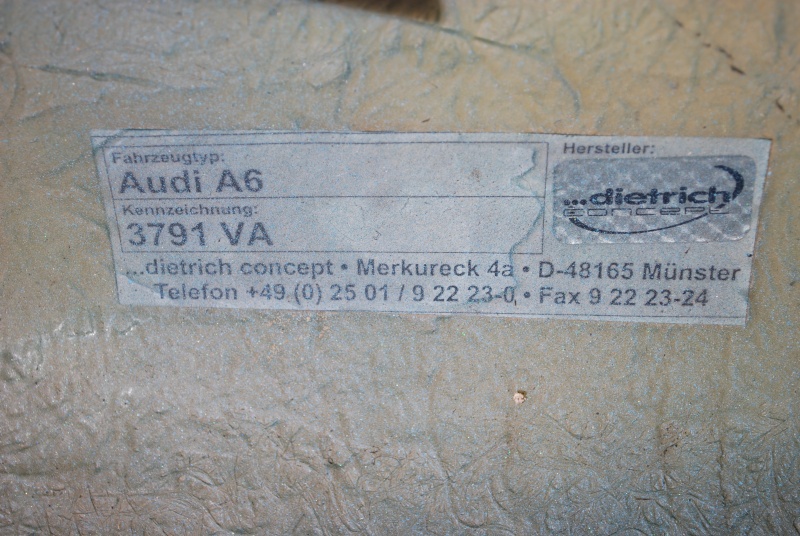 Fahrzeugtyp:
Audi A6
Kennzeichnung:
3791 VA
Hersteller:
...dietrich
concept
...dietrich concept • Merkureck 4a • D-48165 Münster
Telefon +49 (0) 25 01 / 9 22 23-0, • Fax 9 22 23-24